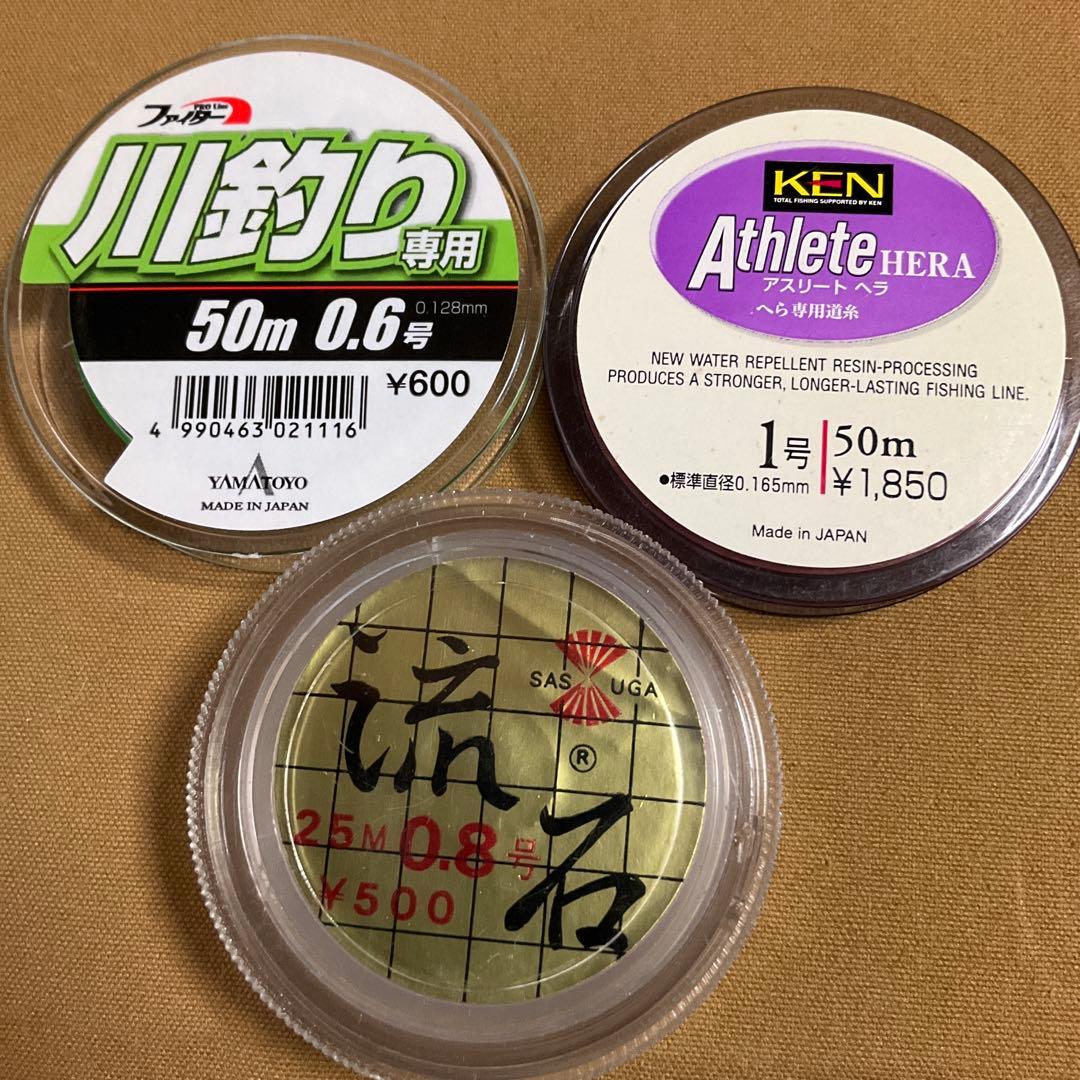 PRO Line
ファイター
川釣り専用
50m 0.6号 0.128mm
¥600
4 990463 021116
YAMATOYO
MADE IN JAPAN
KEN
TOTAL FISHING SUPPORTED BY KEN
Athlete HERA
アスリート ヘラ
へら専用道糸
NEW WATER REPELLENT RESIN-PROCESSING
PRODUCES A STRONGER, LONGER-LASTING FISHING LINE.
1号 50m
●標準直径0.165mm ¥1,850
Made in JAPAN
SASUGA
®
流石
25M 0.8号
¥500